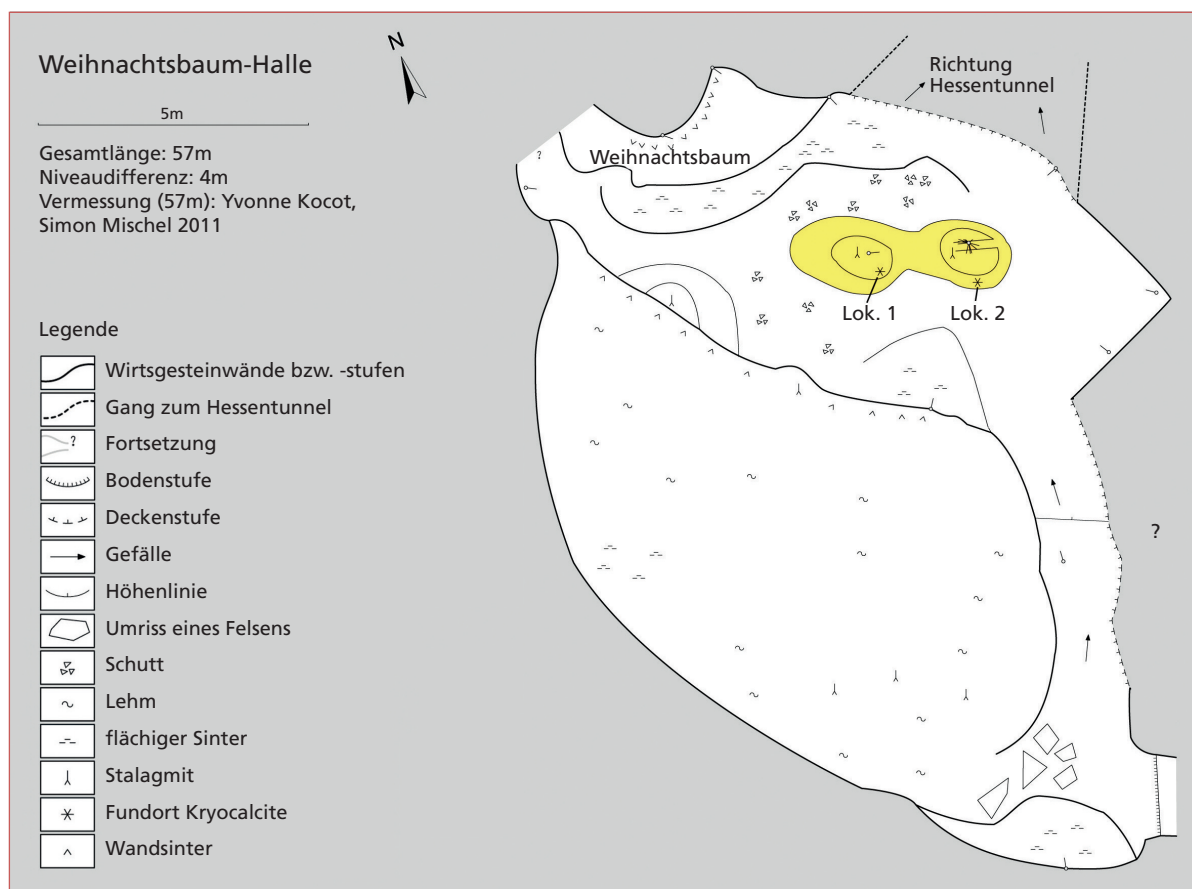 Weihnachtsbaum-Halle
5m
Gesamtlänge: 57m
Niveaudifferenz: 4m
Vermessung (57m): Yvonne Kocot,
Simon Mischel 2011
N
Richtung
Hessentunnel
?
Weihnachtsbaum
Lok. 1
Lok. 2
?
Legende
Wirtsgesteinwände bzw. -stufen
Gang zum Hessentunnel
? Fortsetzung
Bodenstufe
Deckenstufe
Gefälle
Höhenlinie
Umriss eines Felsens
Schutt
Lehm
flächiger Sinter
Stalagmit
Fundort Kryocalcite
Wandsinter